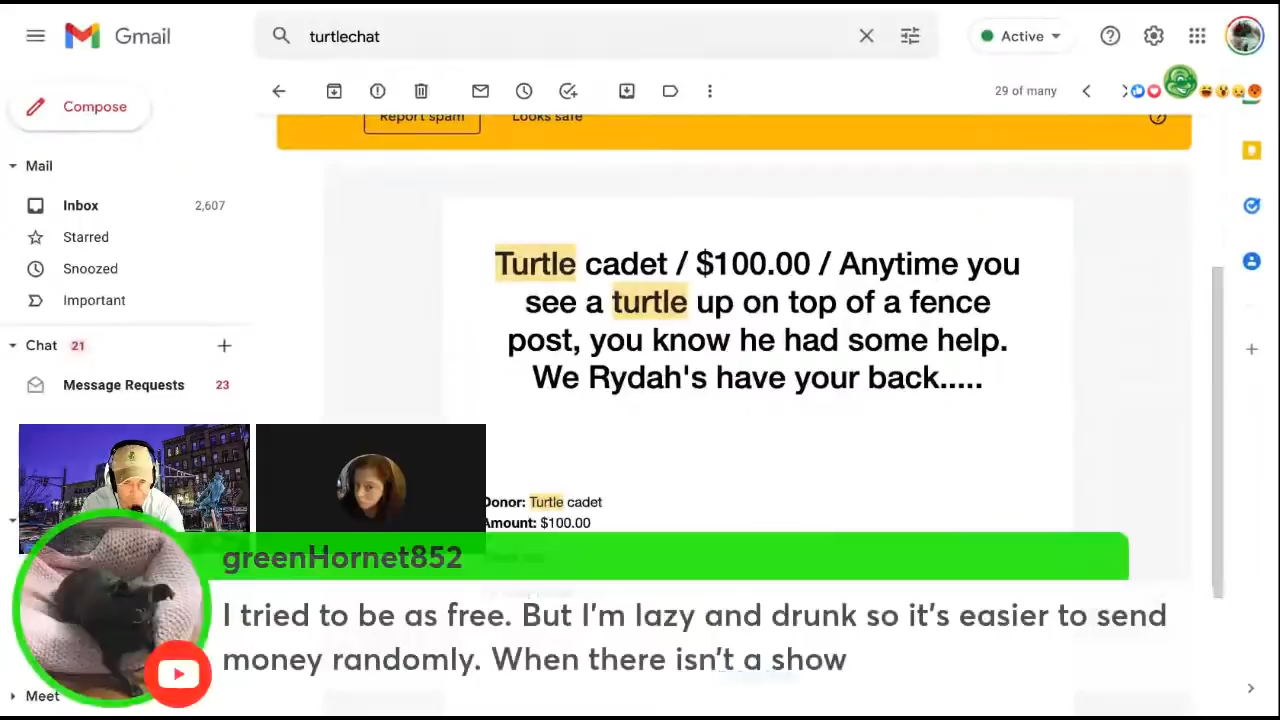 Gmail
turtlechat
Active
Compose
29 of many
Report spam
Looks safe
Mail
Inbox 2,607
Starred
Snoozed
Important
Chat 21
Message Requests 23
Turtle cadet / $100.00 / Anytime you
see a turtle up on top of a fence
post, you know he had some help.
We Rydah's have your back.....
Donor: Turtle cadet
Amount: $100.00
greenHornet852
I tried to be as free. But I'm lazy and drunk so it's easier to send
money randomly. When there isn't a show
Meet